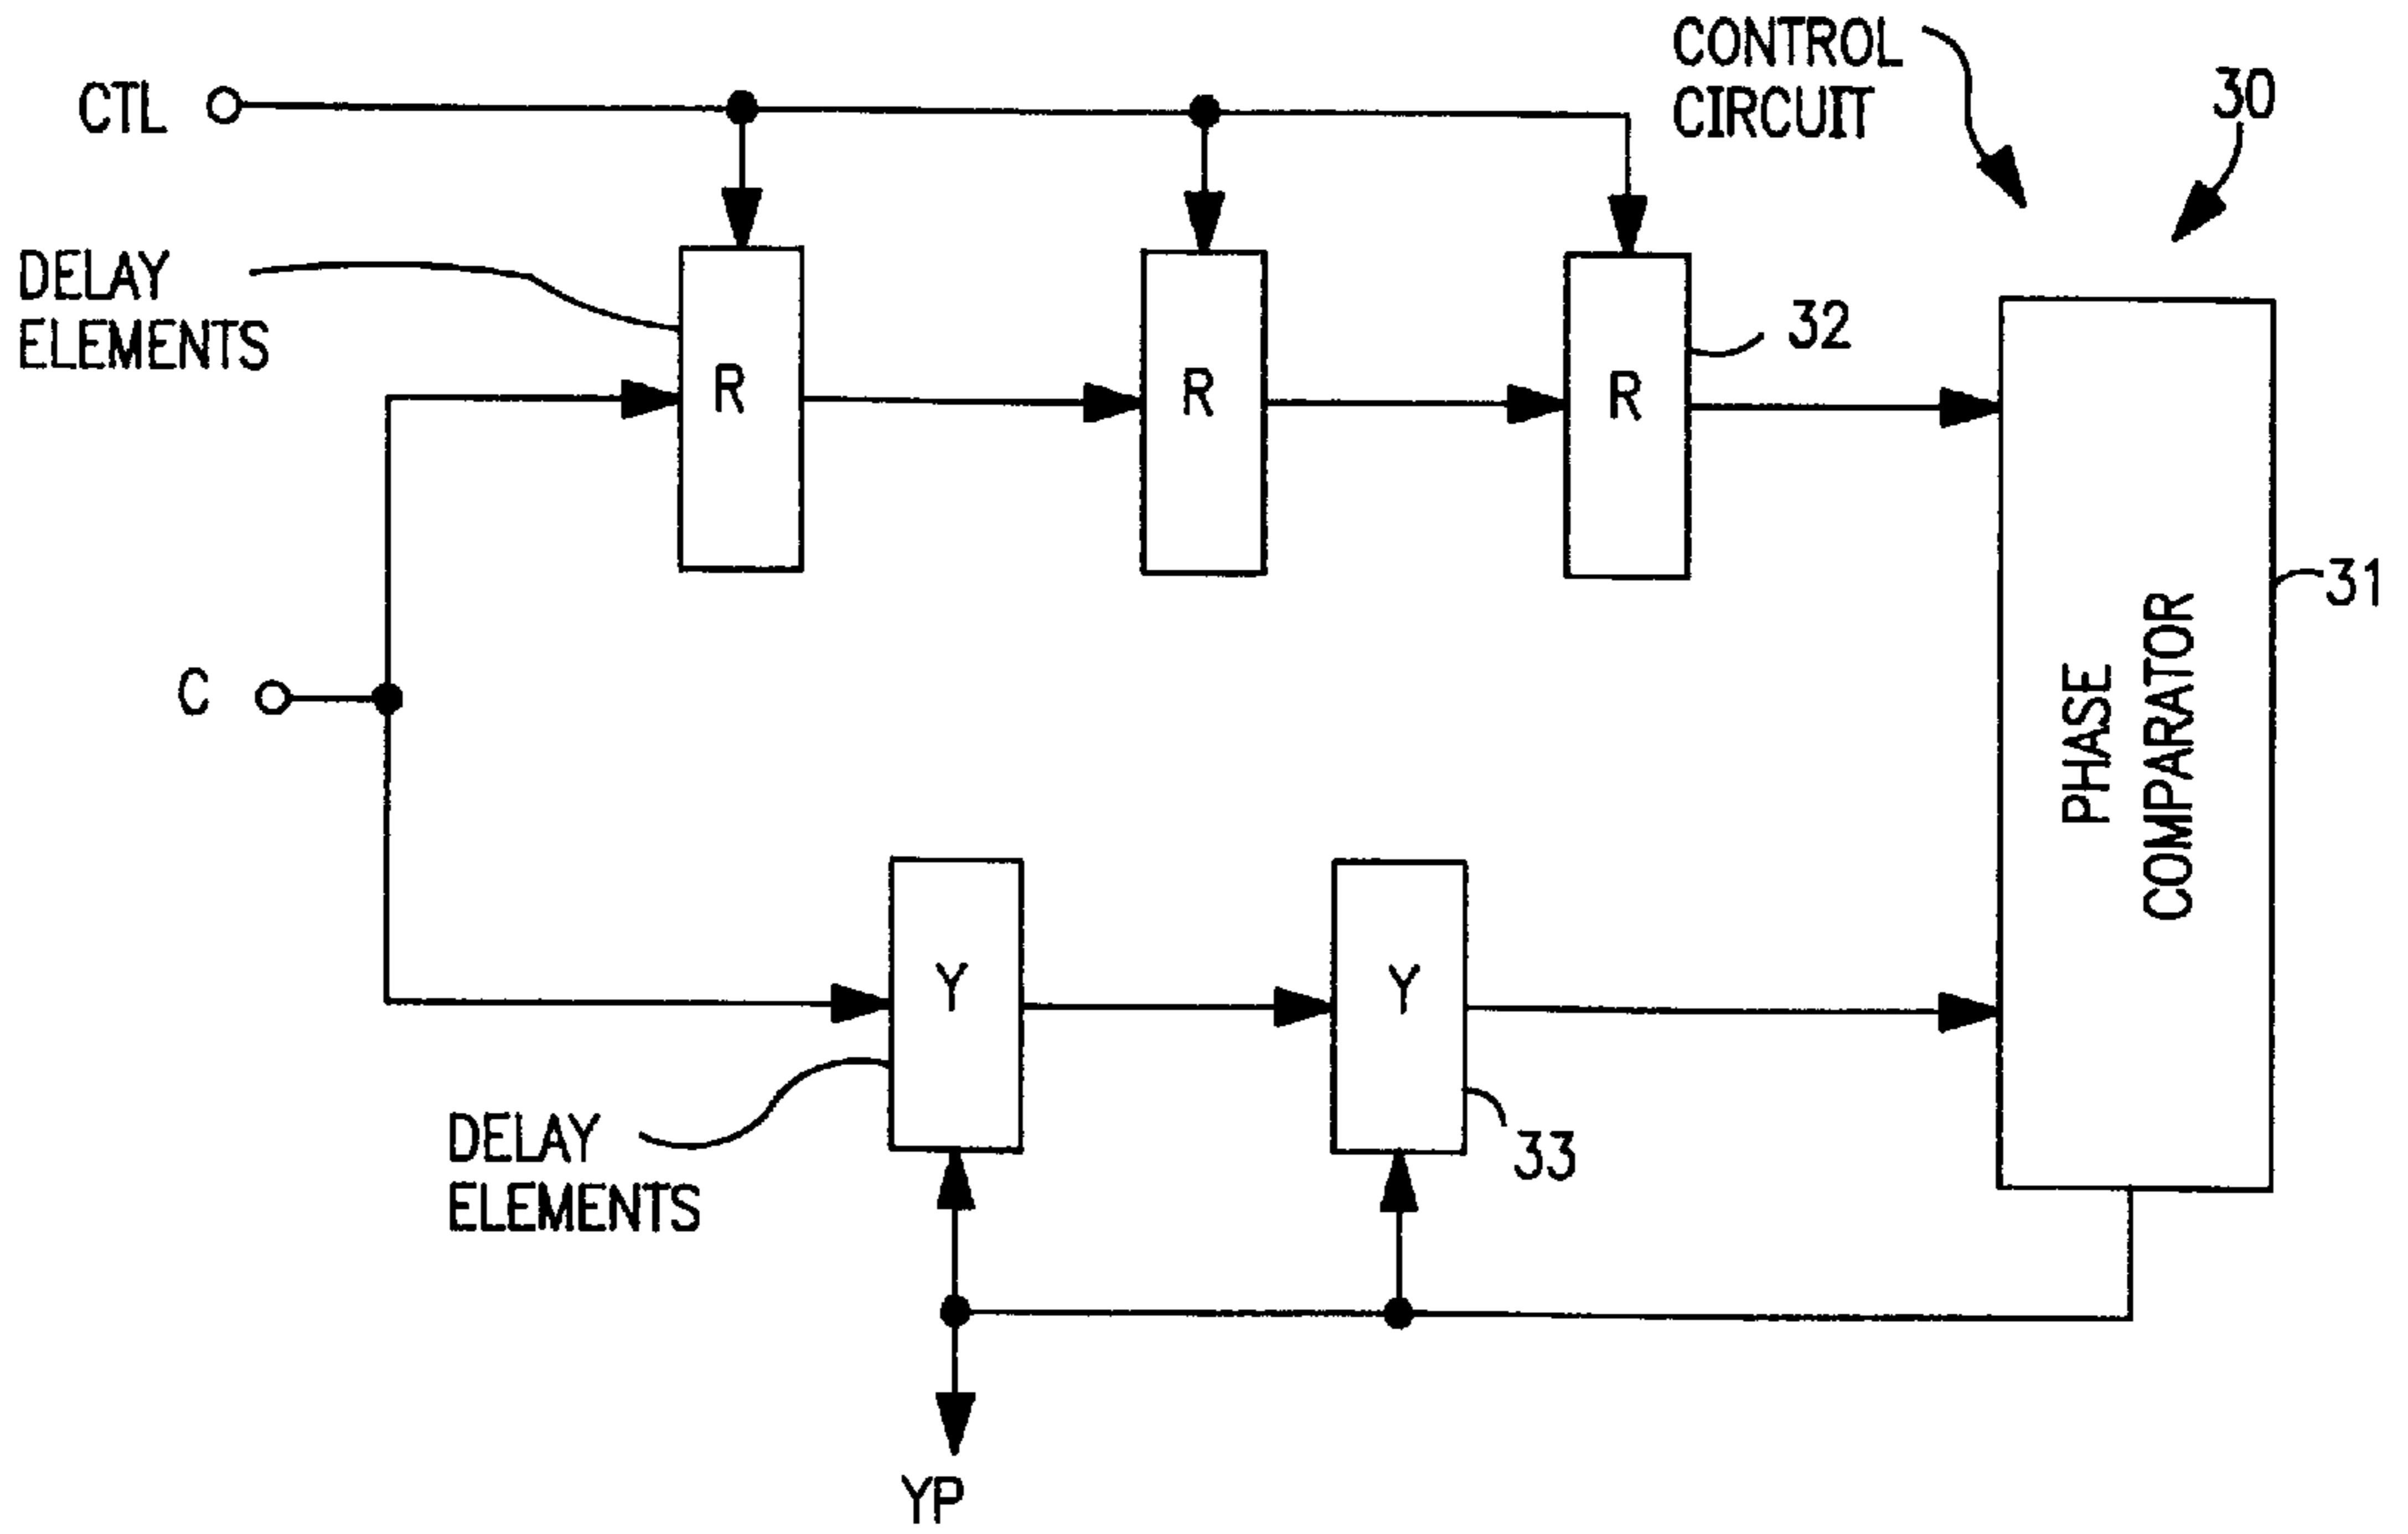 CONTROL
CIRCUIT
30
CTL
DELAY
ELEMENTS
R
R
R
32
31
C
PHASE
COMPARATOR
Y
Y
DELAY
ELEMENTS
33
YP